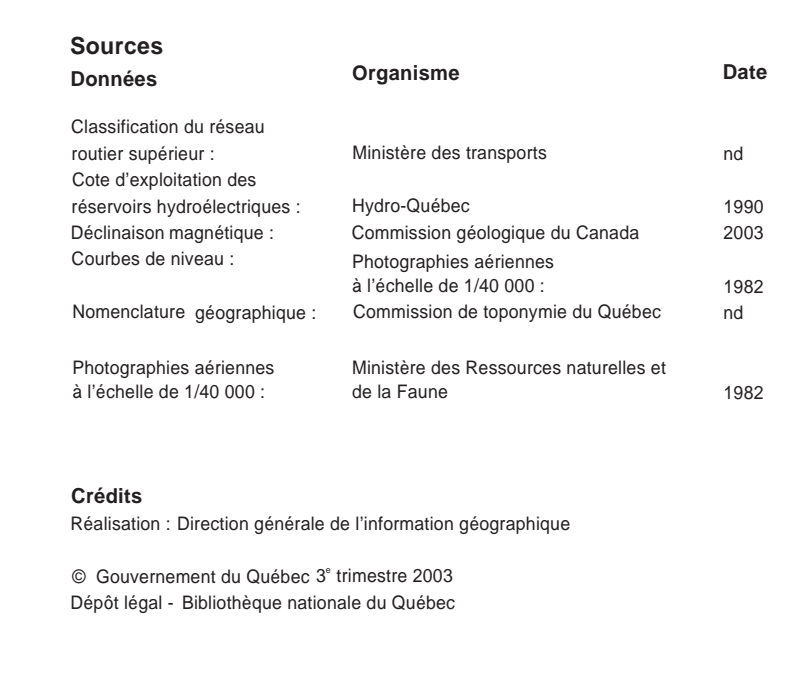 Sources
Données Organisme Date
Classification du réseau
routier supérieur : Ministère des transports nd
Cote d’exploitation des
réservoirs hydroélectriques : Hydro-Québec 1990
Déclinaison magnétique : Commission géologique du Canada 2003
Courbes de niveau : Photographies aériennes
à l’échelle de 1/40 000 : 1982
Nomenclature géographique : Commission de toponymie du Québec nd
Photographies aériennes Ministère des Ressources naturelles et
à l’échelle de 1/40 000 : de la Faune 1982
Crédits
Réalisation : Direction générale de l’information géographique
© Gouvernement du Québec 3e trimestre 2003
Dépôt légal - Bibliothèque nationale du Québec